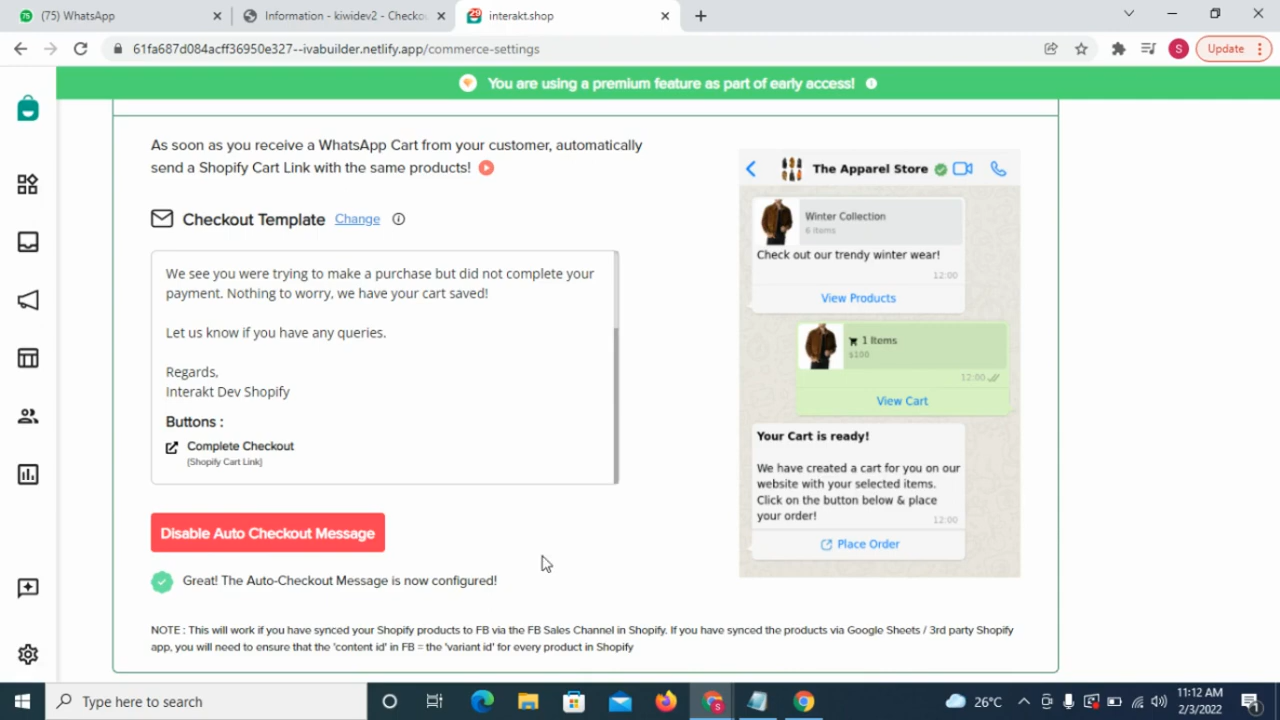 (75) WhatsApp
Information - kiwidev2 - Checko
interakt.shop
61fa687d084acff36950e327--ivabuilder.netlify.app/commerce-settings
S
Update
You are using a premium feature as part of early access!
As soon as you receive a WhatsApp Cart from your customer, automatically
send a Shopify Cart Link with the same products!
Checkout Template Change
We see you were trying to make a purchase but did not complete your
payment. Nothing to worry, we have your cart saved!
Let us know if you have any queries.
Regards,
Interakt Dev Shopify
Buttons :
Complete Checkout
(Shopify Cart Link)
Disable Auto Checkout Message
Great! The Auto-Checkout Message is now configured!
NOTE : This will work if you have synced your Shopify products to FB via the FB Sales Channel in Shopify. If you have synced the products via Google Sheets / 3rd party Shopify
app, you will need to ensure that the 'content id' in FB = the 'variant id' for every product in Shopify
The Apparel Store
Winter Collection
6 items
Check out our trendy winter wear!
12:00
View Products
1 Items
$100
12:00
View Cart
Your Cart is ready!
We have created a cart for you on our
website with your selected items.
Click on the button below & place
your order!
12:00
Place Order
Type here to search
S
26°C
11:12 AM
2/3/2022
1